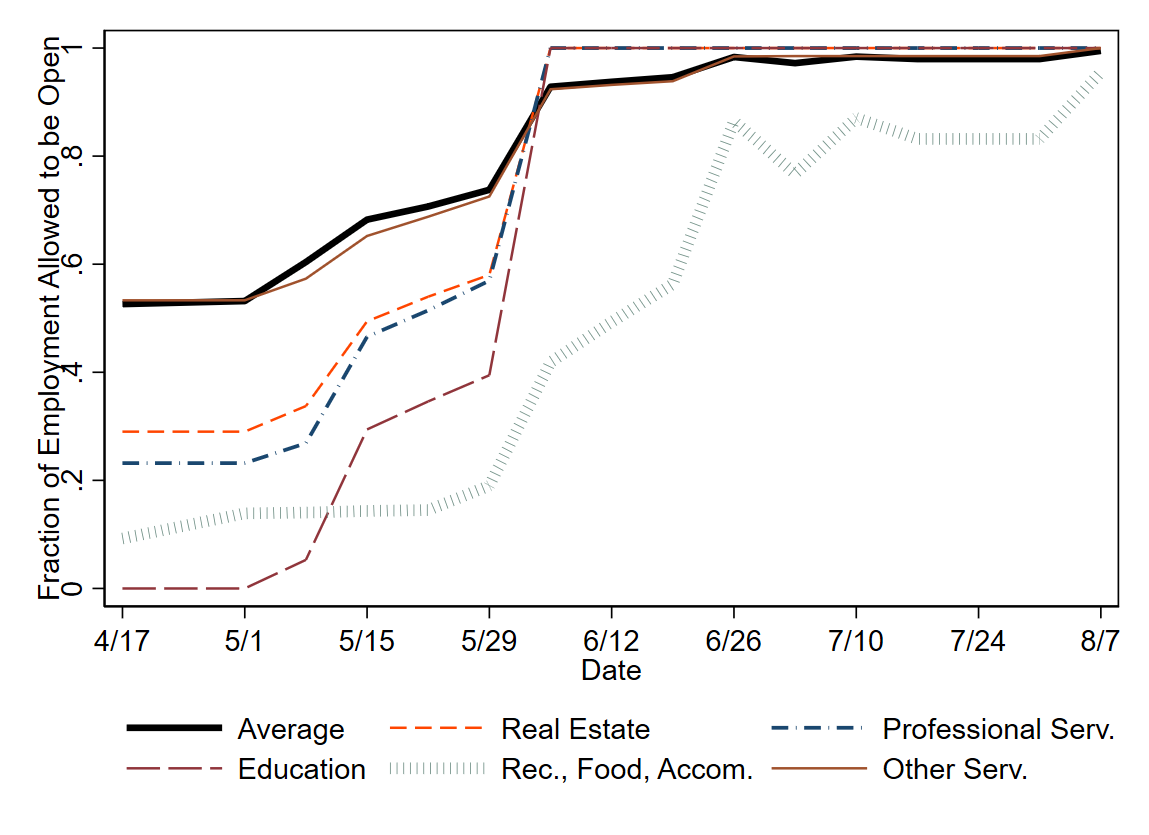 Fraction of Employment Allowed to be Open
1
.8
.6
.4
.2
0
4/17 5/1 5/15 5/29 6/12 6/26 7/10 7/24 8/7
Date
Average Real Estate Professional Serv.
Education Rec., Food, Accom. Other Serv.